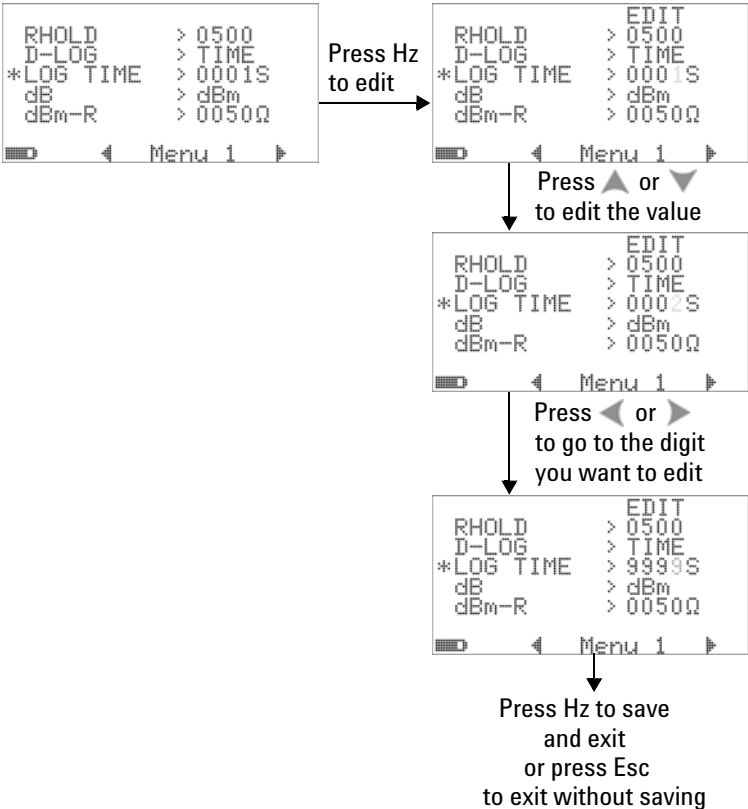 RHOLD > 0500
D-LOG > TIME
*LOG TIME > 0001S
dB > dBm
dBm-R > 0050Ω
Menu 1
Press Hz
to edit
EDIT
RHOLD > 0500
D-LOG > TIME
*LOG TIME > 0001S
dB > dBm
dBm-R > 0050Ω
Menu 1
Press ▲ or ▼
to edit the value
EDIT
RHOLD > 0500
D-LOG > TIME
*LOG TIME > 0002S
dB > dBm
dBm-R > 0050Ω
Menu 1
Press ◀ or ▶
to go to the digit
you want to edit
EDIT
RHOLD > 0500
D-LOG > TIME
*LOG TIME > 9999S
dB > dBm
dBm-R > 0050Ω
Menu 1
Press Hz to save
and exit
or press Esc
to exit without saving